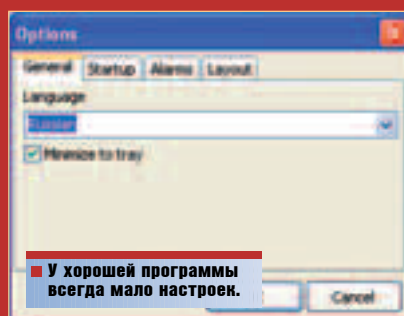 Options
General Startup Alarms Layout
Language
Russian
Minimize to tray
У хорошей программы
всегда мало настроек.
Cancel